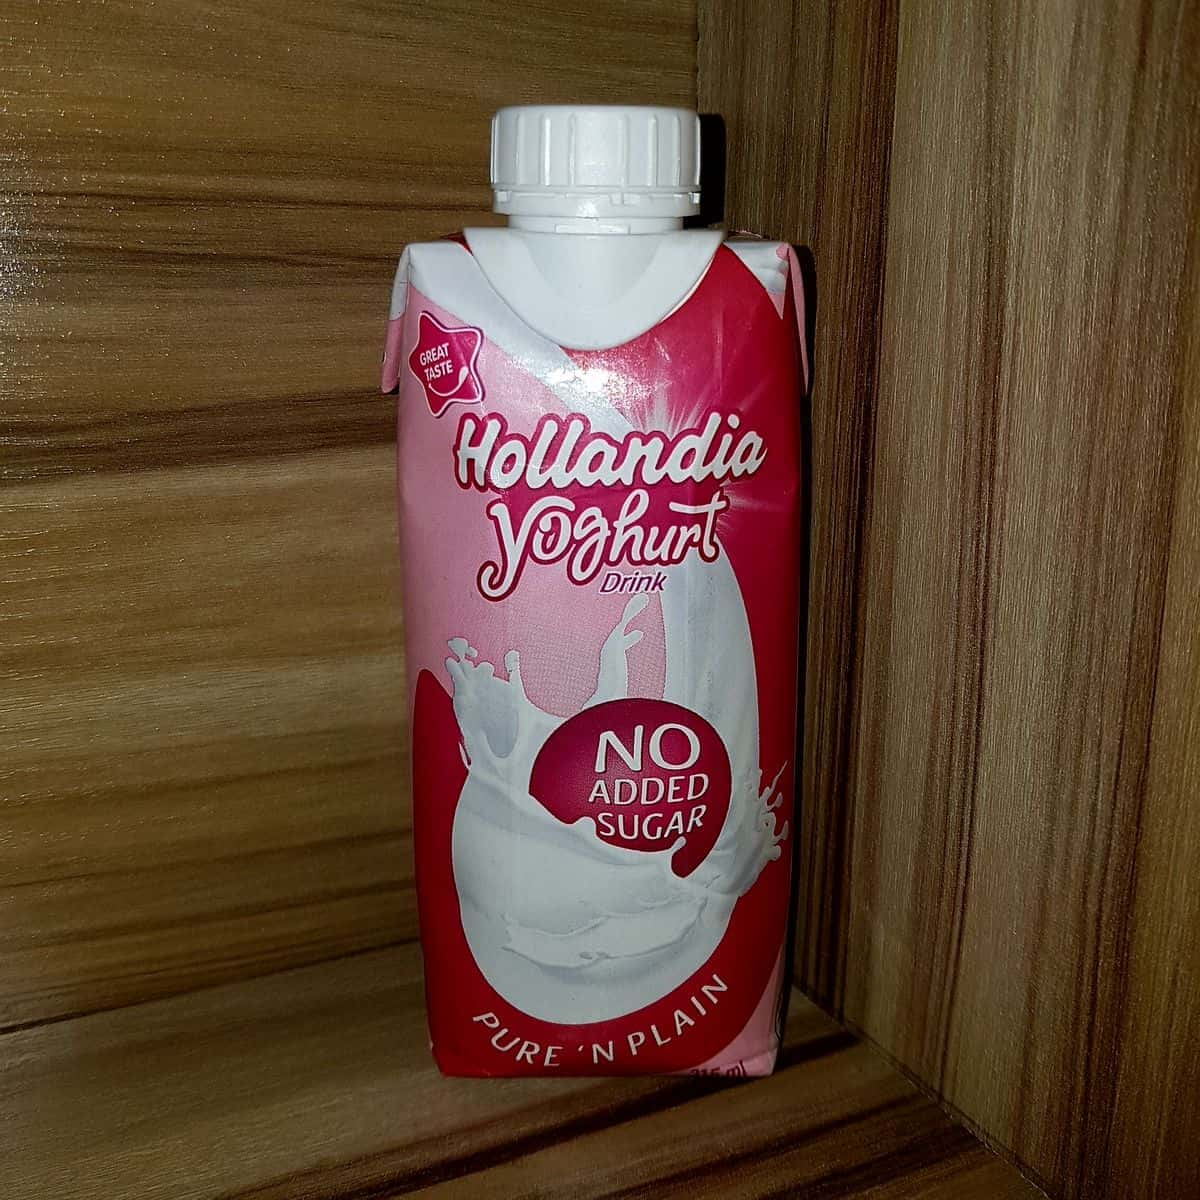 GREAT
TASTE
Hollandia
yoghurt
Drink
NO
ADDED
SUGAR
PURE 'N PLAIN